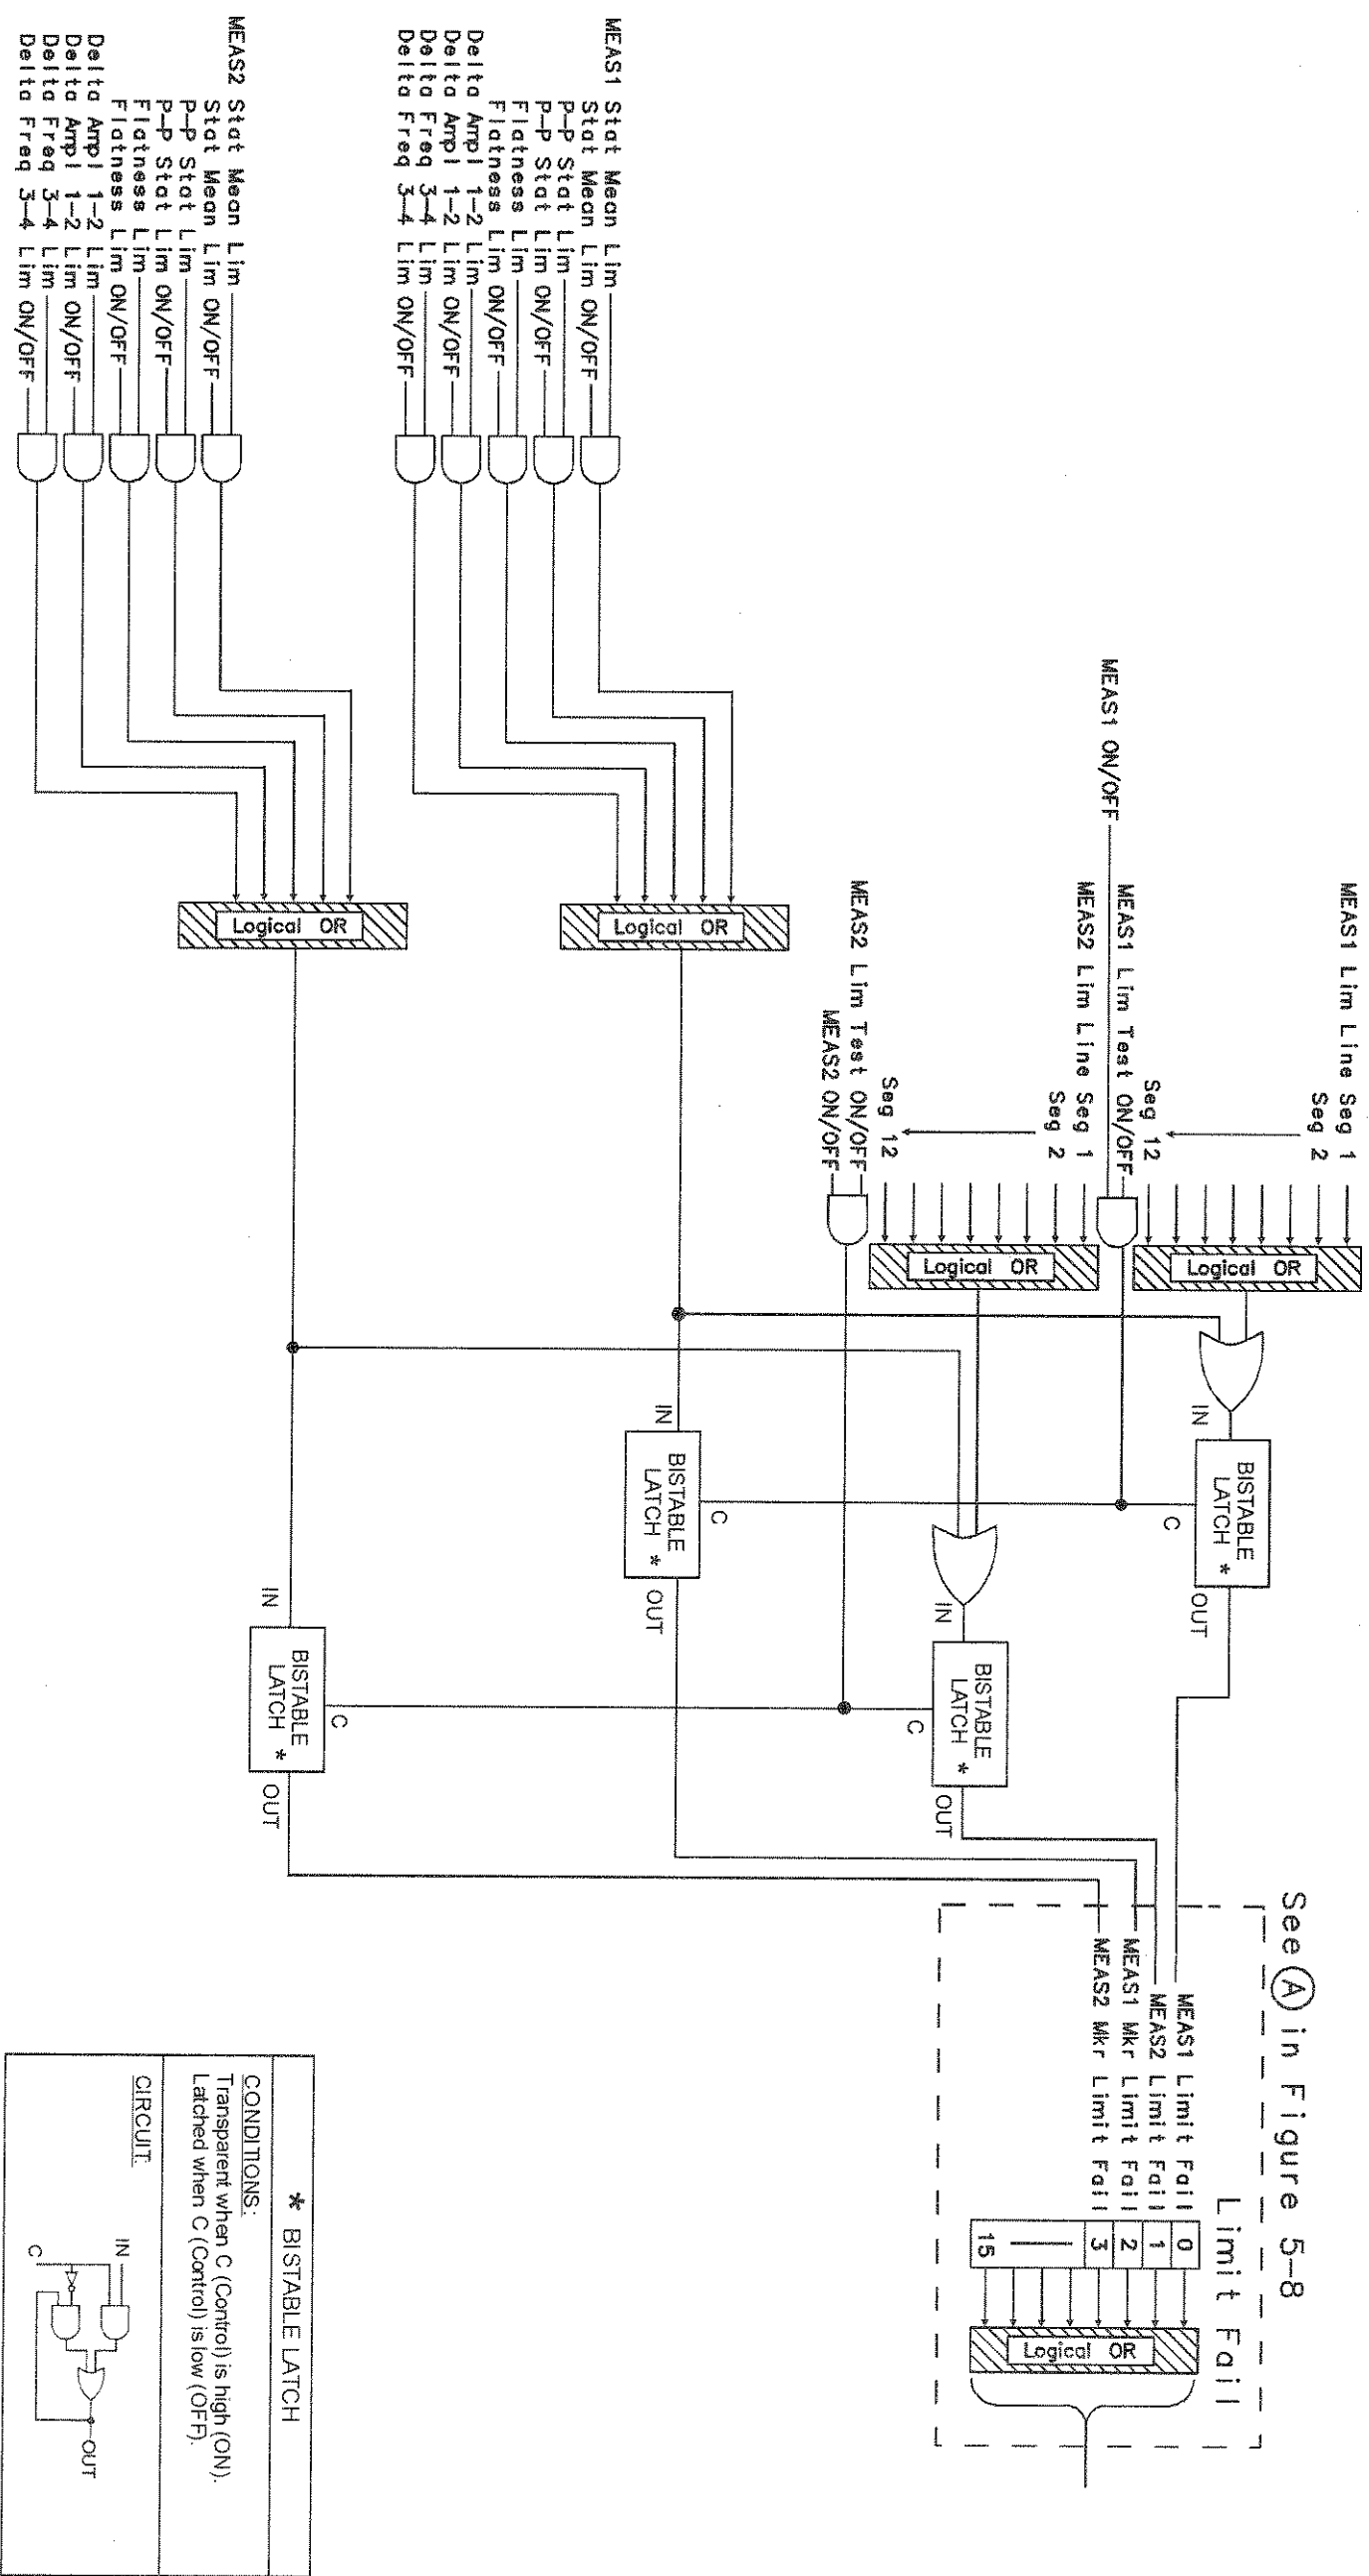 MEAS1 Lim Line Seg 1
Seg 2
Seg 12
MEAS1 Lim Test ON/OFF
MEAS1 ON/OFF
MEAS2 Lim Line Seg 1
Seg 2
Seg 12
MEAS2 Lim Test ON/OFF
MEAS2 ON/OFF
Logical OR
Logical OR
MEAS1 Stat Mean Lim
Stat Mean Lim ON/OFF
P-P Stat Lim
P-P Stat Lim ON/OFF
Flatness Lim
Flatness Lim ON/OFF
Delta Ampl 1-2 Lim
Delta Ampl 1-2 Lim ON/OFF
Delta Freq 3-4 Lim
Delta Freq 3-4 Lim ON/OFF
Logical OR
MEAS2 Stat Mean Lim
Stat Mean Lim ON/OFF
P-P Stat Lim
P-P Stat Lim ON/OFF
Flatness Lim
Flatness Lim ON/OFF
Delta Ampl 1-2 Lim
Delta Ampl 1-2 Lim ON/OFF
Delta Freq 3-4 Lim
Delta Freq 3-4 Lim ON/OFF
Logical OR
IN
BISTABLE
LATCH *
C
OUT
IN
BISTABLE
LATCH *
C
OUT
IN
BISTABLE
LATCH *
C
OUT
IN
BISTABLE
LATCH *
C
OUT
See A in Figure 5-8
Limit Fail
MEAS1 Limit Fail 0
MEAS2 Limit Fail 1
MEAS1 Mkr Limit Fail 2
MEAS2 Mkr Limit Fail 3
15
Logical OR
* BISTABLE LATCH
CONDITIONS:
Transparent when C (Control) is high (ON).
Latched when C (Control) is low (OFF).
CIRCUIT:
IN
C
OUT